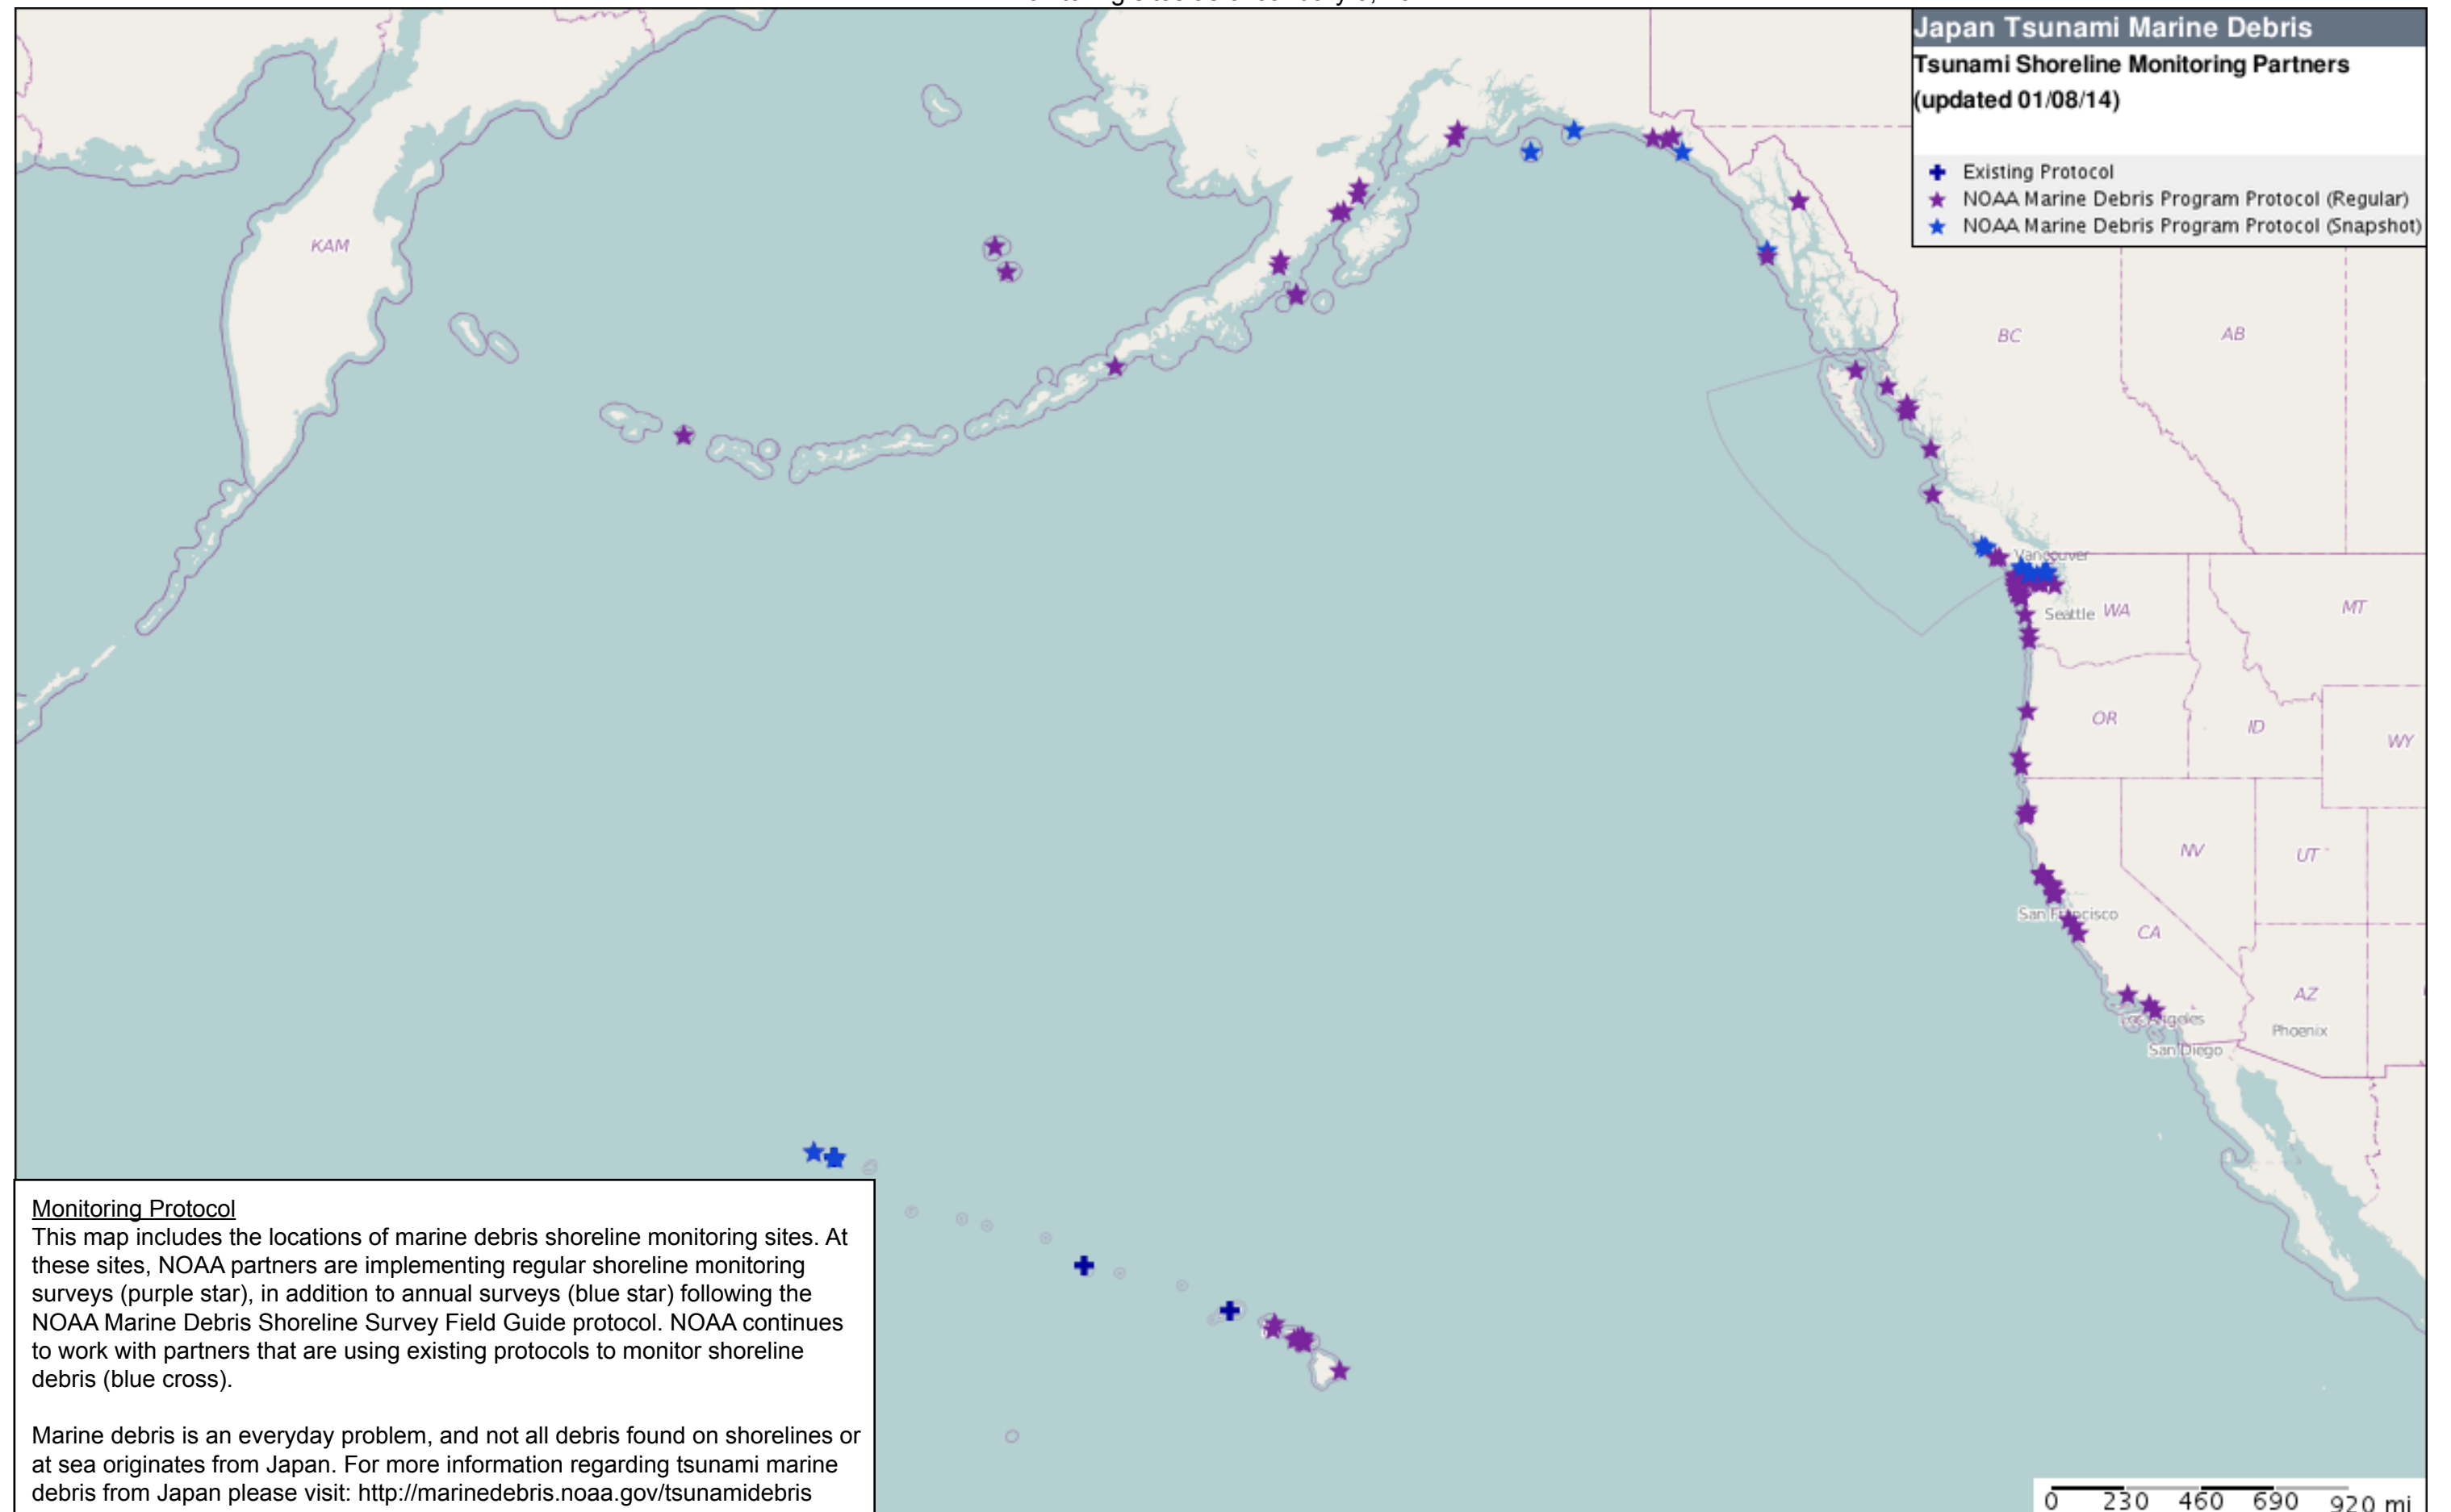 Japan Tsunami Marine Debris
Tsunami Shoreline Monitoring Partners
(updated 01/08/14)
Existing Protocol
NOAA Marine Debris Program Protocol (Regular)
NOAA Marine Debris Program Protocol (Snapshot)
KAM
BC
AB
Vancouver
Seattle
WA
MT
OR
ID
WY
NV
UT
San Francisco
CA
AZ
Los Angeles
Phoenix
San Diego
Monitoring Protocol
This map includes the locations of marine debris shoreline monitoring sites. At
these sites, NOAA partners are implementing regular shoreline monitoring
surveys (purple star), in addition to annual surveys (blue star) following the
NOAA Marine Debris Shoreline Survey Field Guide protocol. NOAA continues
to work with partners that are using existing protocols to monitor shoreline
debris (blue cross).
Marine debris is an everyday problem, and not all debris found on shorelines or
at sea originates from Japan. For more information regarding tsunami marine
debris from Japan please visit: http://marinedebris.noaa.gov/tsunamidebris
0 230 460 690 920 mi